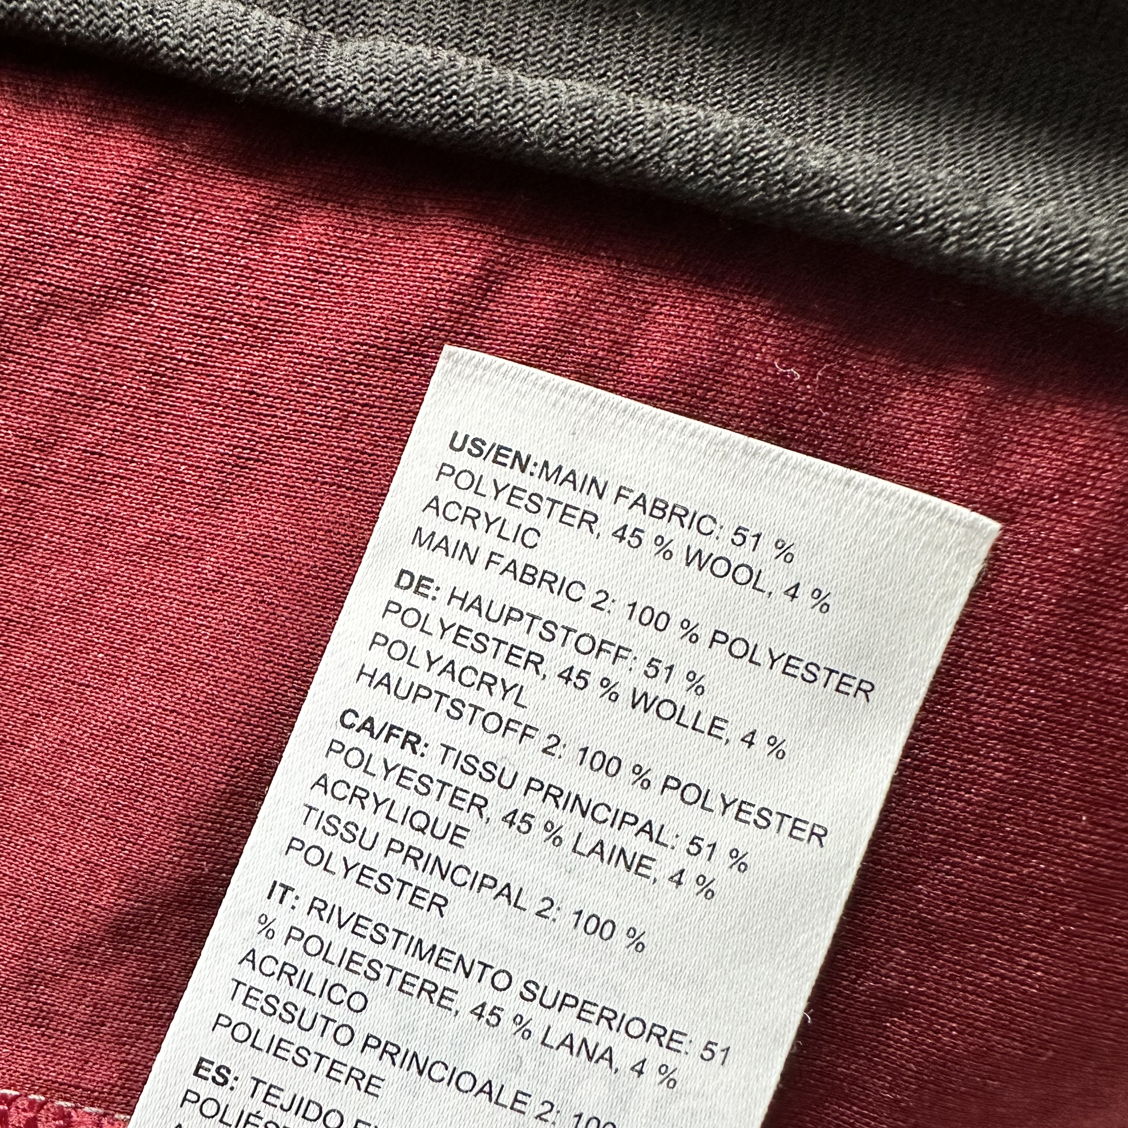 US/EN:MAIN FABRIC: 51 %
POLYESTER, 45 % WOOL, 4 %
ACRYLIC
MAIN FABRIC 2: 100 % POLYESTER
DE: HAUPTSTOFF: 51 %
POLYESTER, 45 % WOLLE, 4 %
POLYACRYL
HAUPTSTOFF 2: 100 % POLYESTER
CA/FR: TISSU PRINCIPAL: 51 %
POLYESTER, 45 % LAINE, 4 %
ACRYLIQUE
TISSU PRINCIPAL 2: 100 %
POLYESTER
IT: RIVESTIMENTO SUPERIORE: 51
% POLIESTERE, 45 % LANA, 4 %
ACRILICO
TESSUTO PRINCIOALE 2: 100
POLIESTERE
ES: TEJIDO